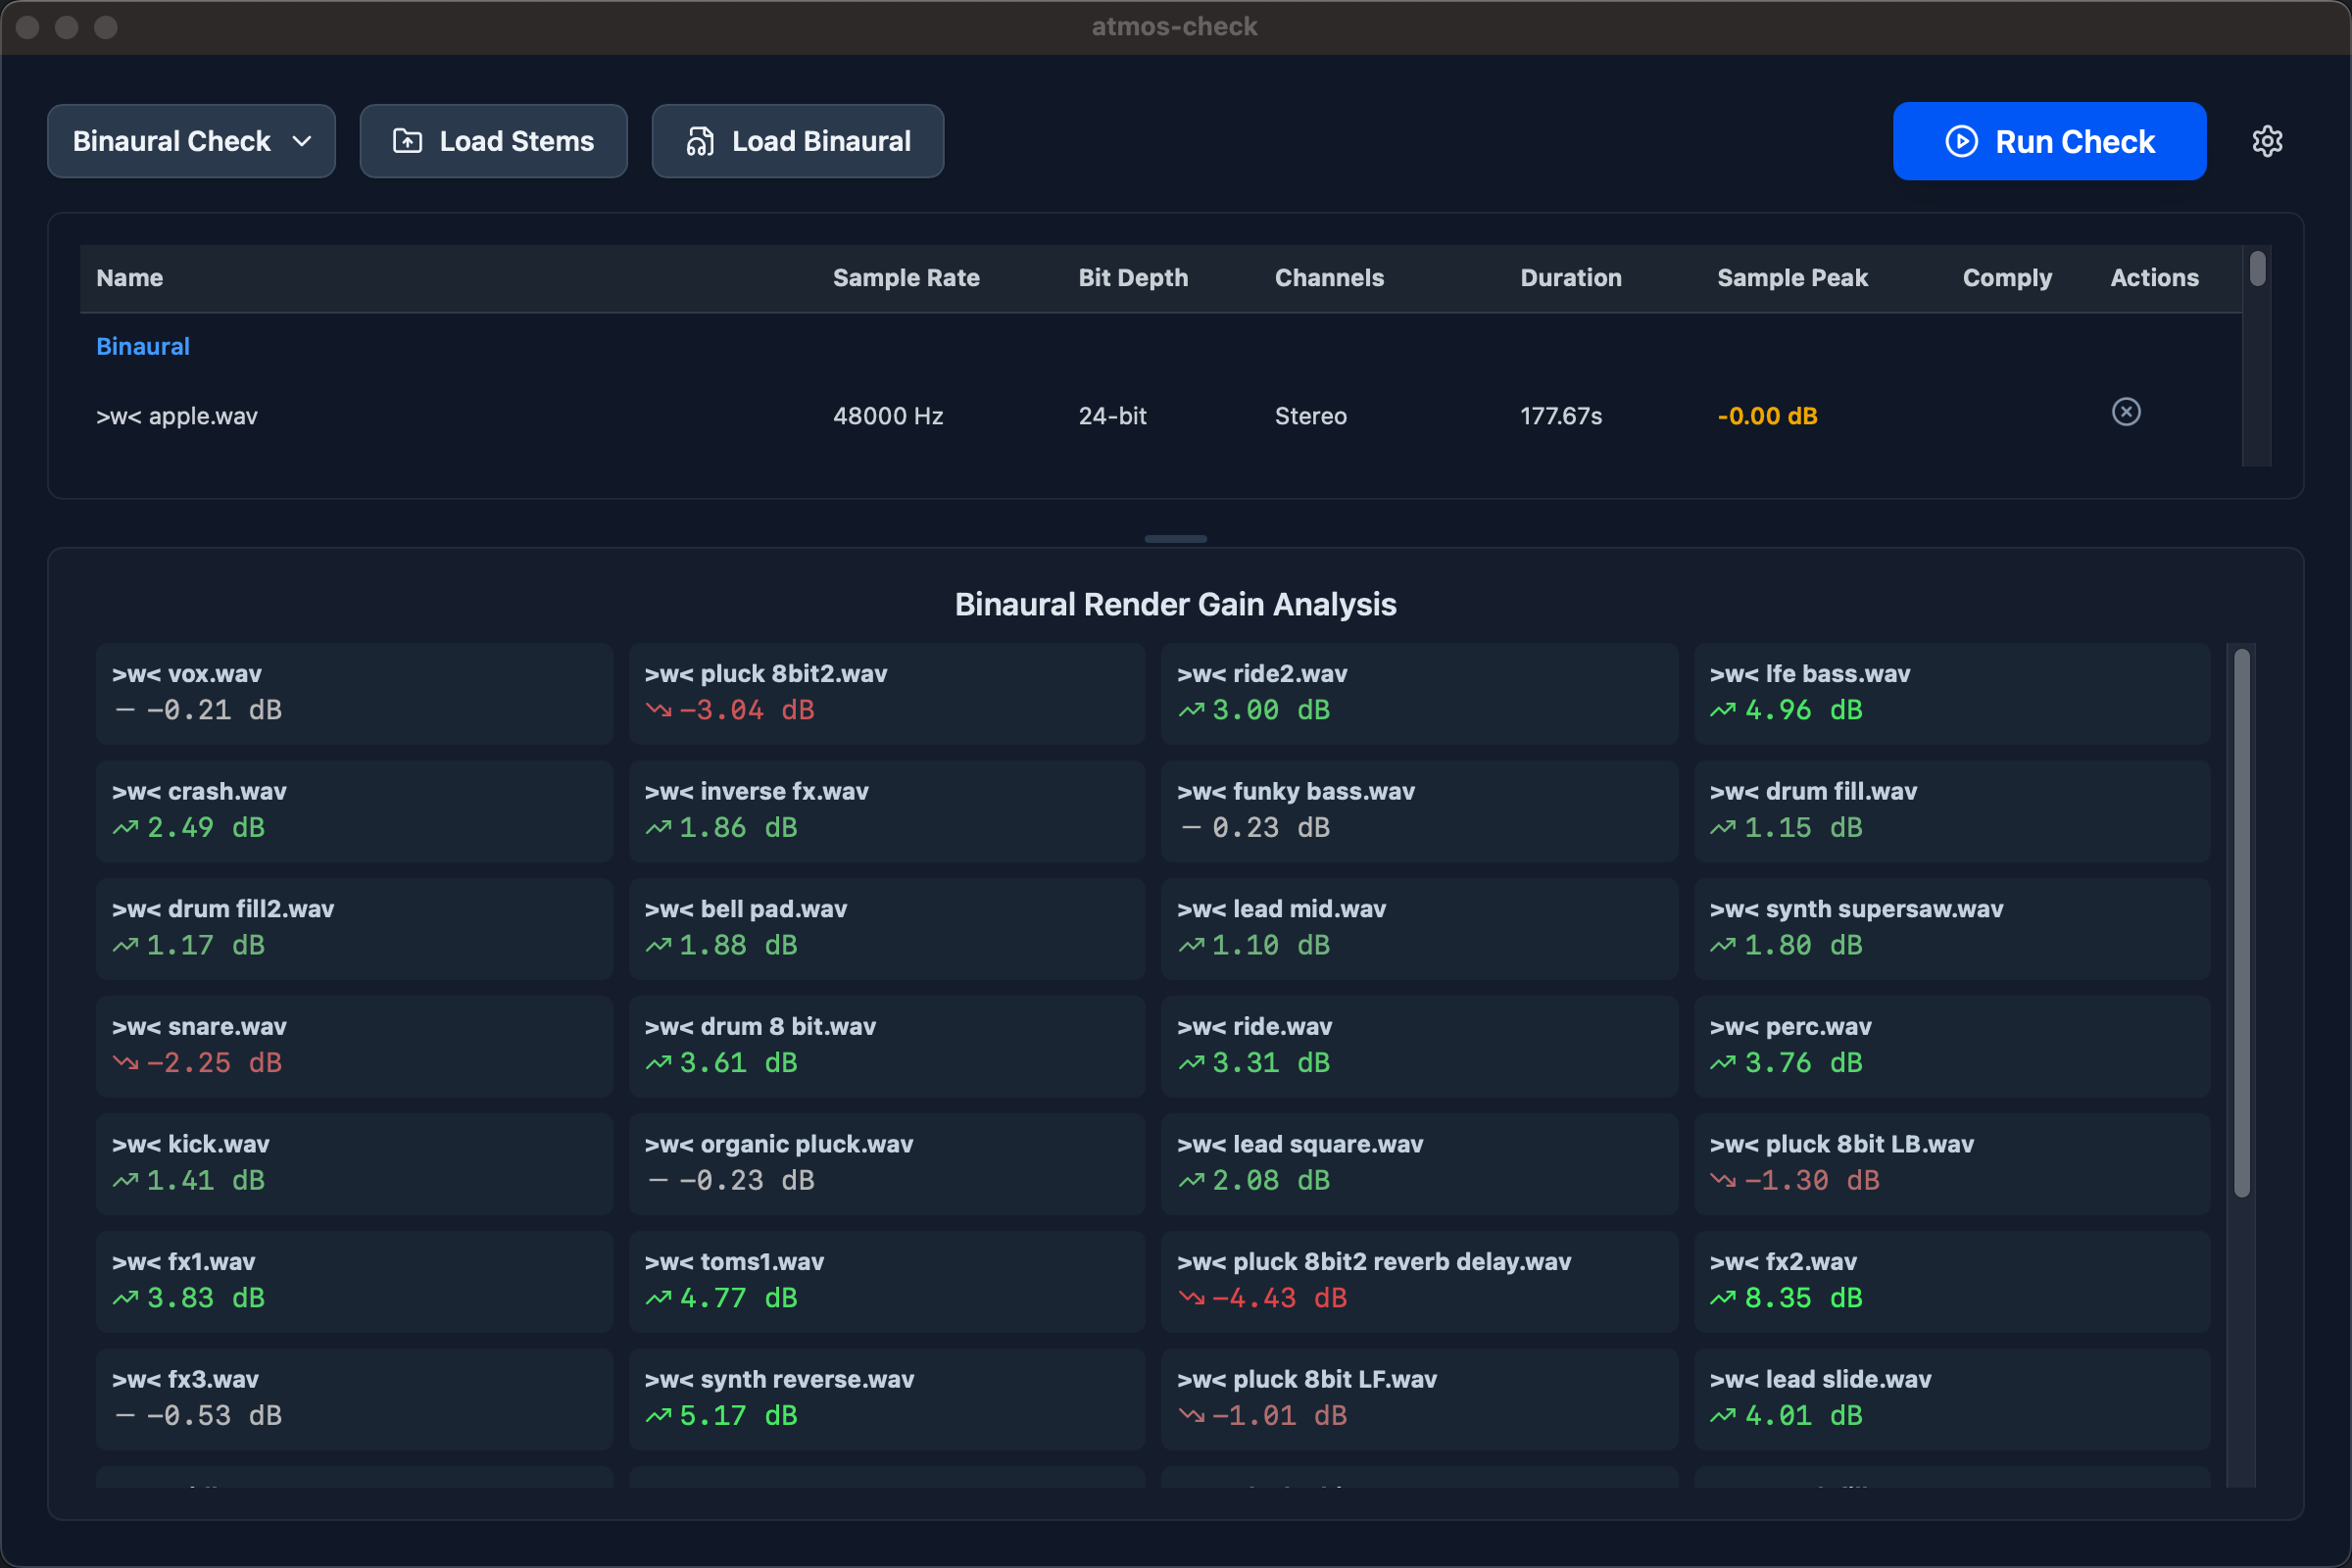 atmos-check
Binaural Check
Load Stems
Load Binaural
Run Check
Name Sample Rate Bit Depth Channels Duration Sample Peak Comply Actions
Binaural
>w< apple.wav 48000 Hz 24-bit Stereo 177.67s -0.00 dB
Binaural Render Gain Analysis
>w< vox.wav
-0.21 dB
>w< pluck 8bit2.wav
-3.04 dB
>w< ride2.wav
3.00 dB
>w< lfe bass.wav
4.96 dB
>w< crash.wav
2.49 dB
>w< inverse fx.wav
1.86 dB
>w< funky bass.wav
0.23 dB
>w< drum fill.wav
1.15 dB
>w< drum fill2.wav
1.17 dB
>w< bell pad.wav
1.88 dB
>w< lead mid.wav
1.10 dB
>w< synth supersaw.wav
1.80 dB
>w< snare.wav
-2.25 dB
>w< drum 8 bit.wav
3.61 dB
>w< ride.wav
3.31 dB
>w< perc.wav
3.76 dB
>w< kick.wav
1.41 dB
>w< organic pluck.wav
-0.23 dB
>w< lead square.wav
2.08 dB
>w< pluck 8bit LB.wav
-1.30 dB
>w< fx1.wav
3.83 dB
>w< toms1.wav
4.77 dB
>w< pluck 8bit2 reverb delay.wav
-4.43 dB
>w< fx2.wav
8.35 dB
>w< fx3.wav
-0.53 dB
>w< synth reverse.wav
5.17 dB
>w< pluck 8bit LF.wav
-1.01 dB
>w< lead slide.wav
4.01 dB